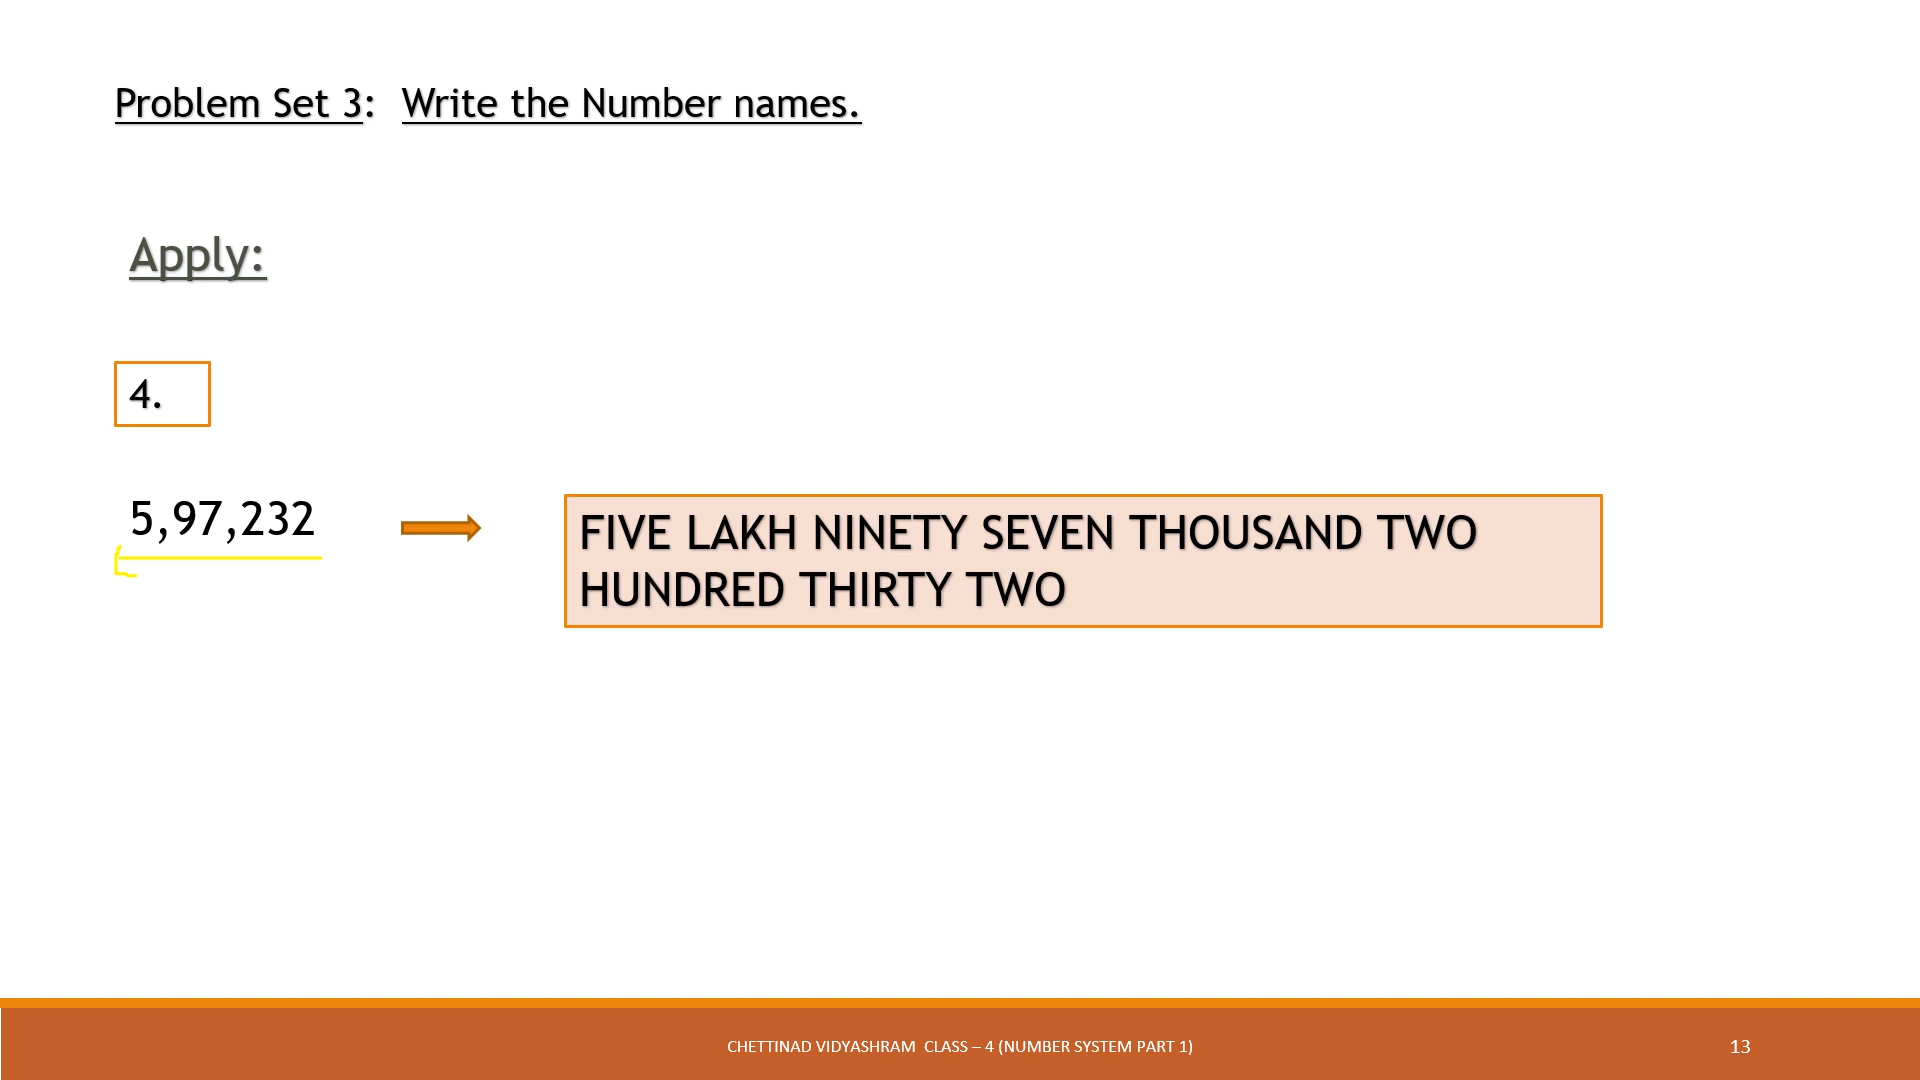 Problem Set 3: Write the Number names.
Apply:
4.
5,97,232
FIVE LAKH NINETY SEVEN THOUSAND TWO
HUNDRED THIRTY TWO
CHETTINAD VIDYASHRAM CLASS – 4 (NUMBER SYSTEM PART 1)
13